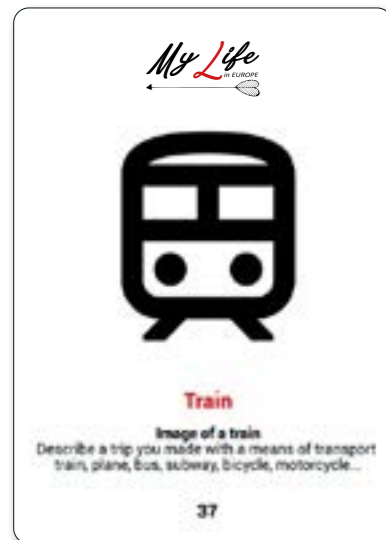 My Life
in EUROPE
Train
Image of a train
Describe a trip you made with a means of transport
train, plane, bus, subway, bicycle, motorcycle...
37